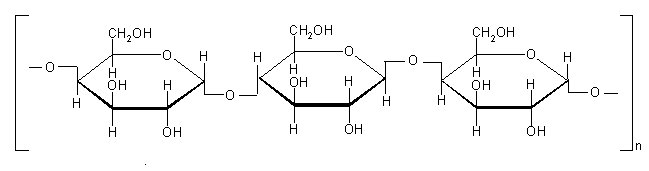 CH₂OH CH₂OH CH₂OH
O H H O O H
O H H O H
OH H OH H OH H
O O
H H H
H OH H OH H OH
n